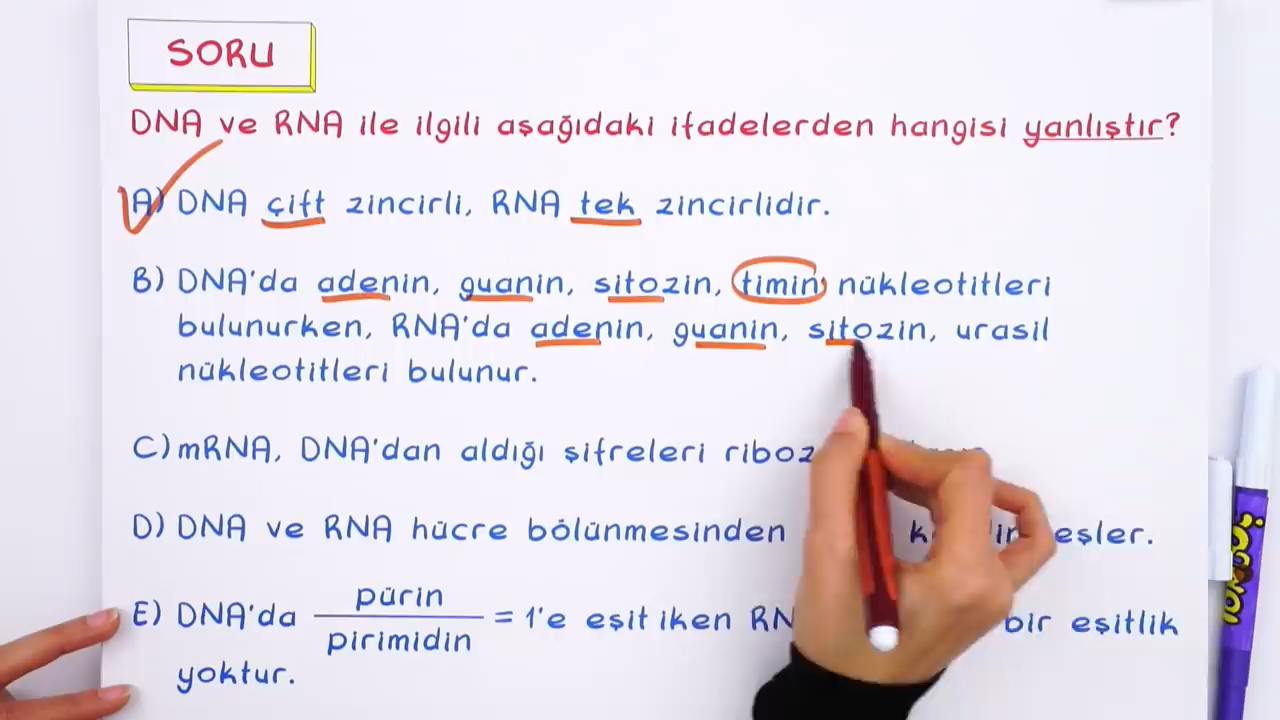 SORU
DNA ve RNA ile ilgili aşağıdaki ifadelerden hangisi yanlıştır?
A) DNA çift zincirli, RNA tek zincirlidir.
B) DNA'da adenin, guanin, sitozin, timin nükleotitleri
bulunurken, RNA'da adenin, guanin, sitozin, urasil
nükleotitleri bulunur.
C) mRNA, DNA'dan aldığı şifreleri
D) DNA ve RNA hücre bölünmesinden
E) DNA'da pürin
pirimidin
= 1'e eşit iken bir eşitlik
yoktur.